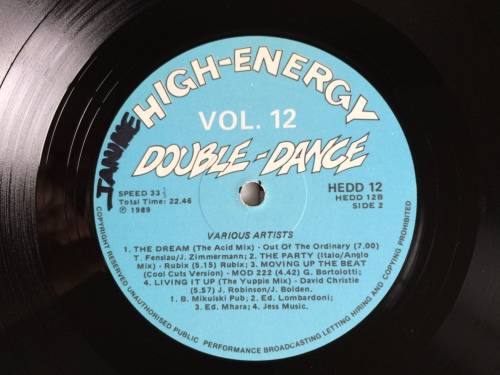 HIGH-ENERGY
VOL. 12
DOUBLE-DANCE
JANINE
SPEED 33 1/3
Total Time: 22.46
℗ 1989
HEDD 12
HEDD 12B
SIDE 2
VARIOUS ARTISTS
1. THE DREAM (The Acid Mix) - Out Of The Ordinary (7.00)
T. Fenslau/J. Zimmermann; 2. THE PARTY (Italo/Anglo
Mix) - Rubix (5.15) Rubix; 3. MOVING UP THE BEAT
(Cool Cuts Version) - MOD 222 (4.42) G. Bortolotti;
4. LIVING IT UP (The Yuppie Mix) - David Christie
(5.57) J. Robinson/J. Bolden.
1. B. Mikulski Pub; 2. Ed. Lombardoni;
3. Ed. Mhara; 4. Jess Music.
COPYRIGHT RESERVED UNAUTHORISED PUBLIC PERFORMANCE BROADCASTING LETTING HIRING AND COPYING PROHIBITED